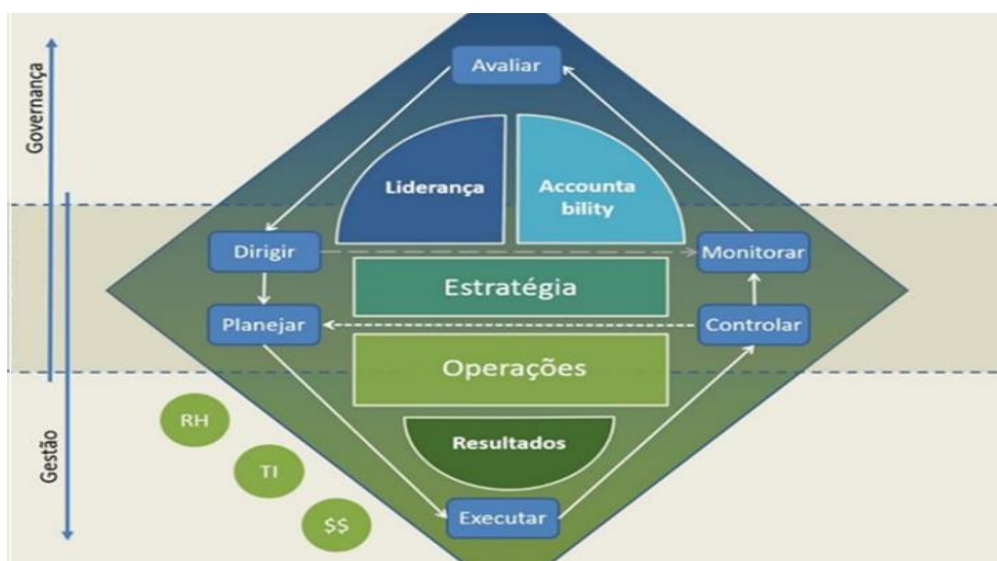 Governança
Avaliar
Liderança
Accounta
bility
Dirigir
Monitorar
Estratégia
Planejar
Controlar
Operações
Gestão
RH
TI
$$
Resultados
Executar